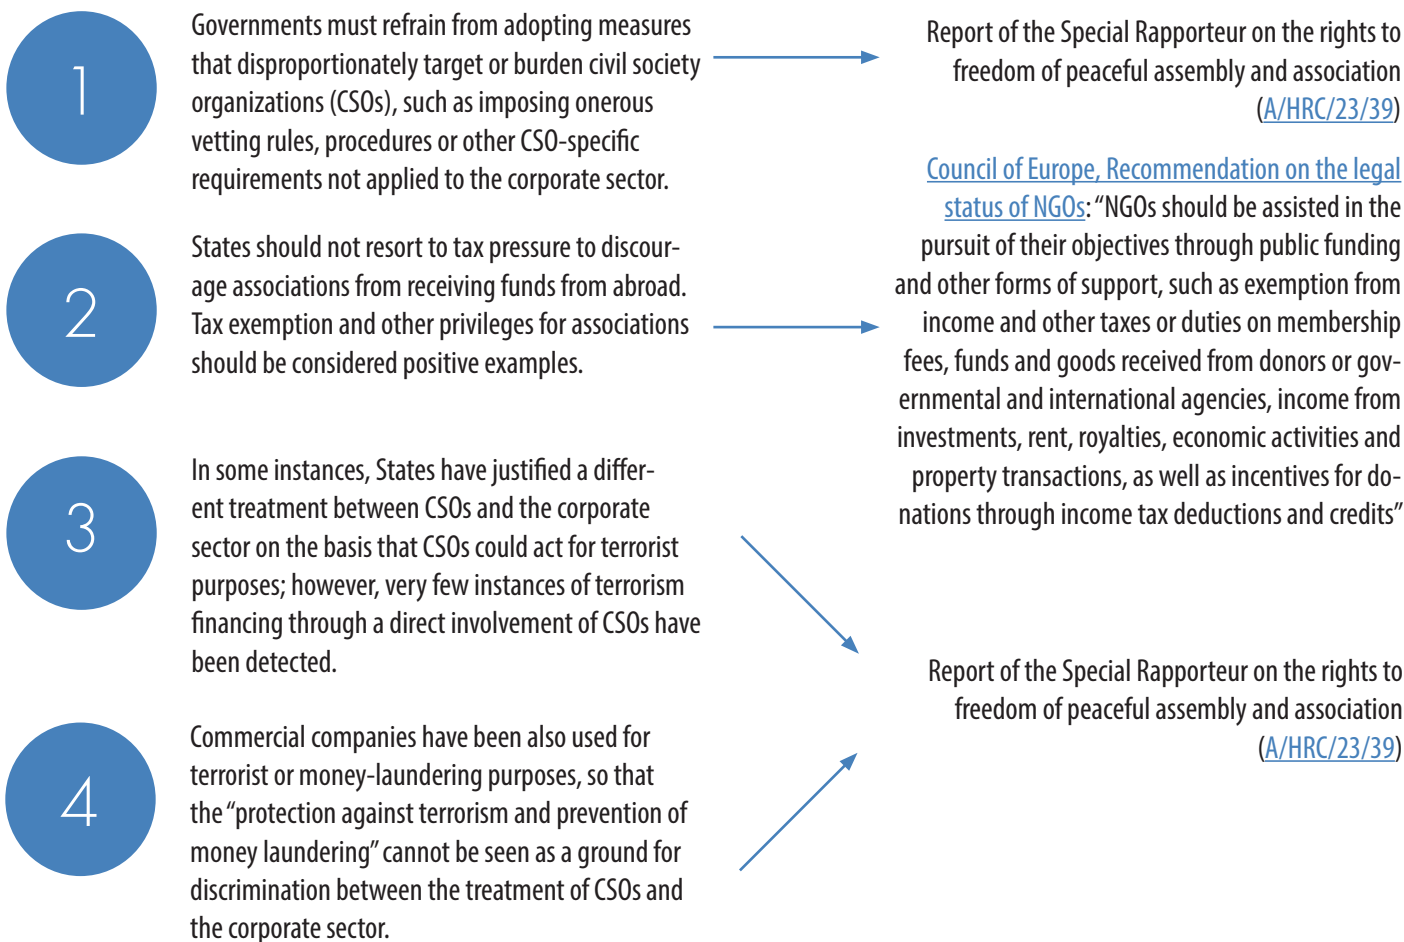 1
Governments must refrain from adopting measures
that disproportionately target or burden civil society
organizations (CSOs), such as imposing onerous
vetting rules, procedures or other CSO-specific
requirements not applied to the corporate sector.
Report of the Special Rapporteur on the rights to
freedom of peaceful assembly and association
(A/HRC/23/39)
2
States should not resort to tax pressure to discour-
age associations from receiving funds from abroad.
Tax exemption and other privileges for associations
should be considered positive examples.
Council of Europe, Recommendation on the legal
status of NGOs: “NGOs should be assisted in the
pursuit of their objectives through public funding
and other forms of support, such as exemption from
income and other taxes or duties on membership
fees, funds and goods received from donors or gov-
ernmental and international agencies, income from
investments, rent, royalties, economic activities and
property transactions, as well as incentives for do-
nations through income tax deductions and credits”
3
In some instances, States have justified a differ-
ent treatment between CSOs and the corporate
sector on the basis that CSOs could act for terrorist
purposes; however, very few instances of terrorism
financing through a direct involvement of CSOs have
been detected.
4
Commercial companies have been also used for
terrorist or money-laundering purposes, so that
the “protection against terrorism and prevention of
money laundering” cannot be seen as a ground for
discrimination between the treatment of CSOs and
the corporate sector.
Report of the Special Rapporteur on the rights to
freedom of peaceful assembly and association
(A/HRC/23/39)